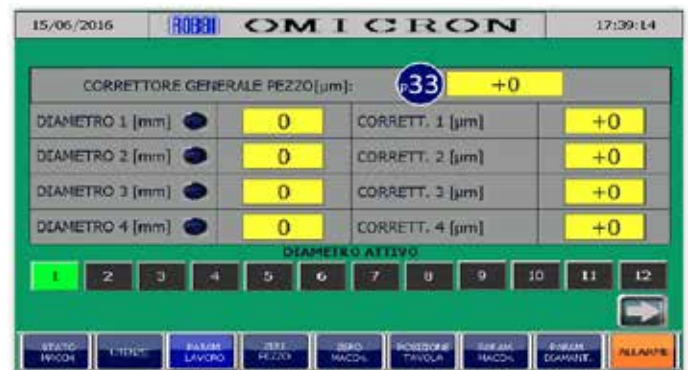 15/06/2016 ROBBI OMICRON 17:39:14
CORRETTORE GENERALE PEZZO[µm]: P33 +0
DIAMETRO 1 [mm] 0 CORRETT. 1 [µm] +0
DIAMETRO 2 [mm] 0 CORRETT. 2 [µm] +0
DIAMETRO 3 [mm] 0 CORRETT. 3 [µm] +0
DIAMETRO 4 [mm] 0 CORRETT. 4 [µm] +0
DIAMETRO ATTIVO
1 2 3 4 5 6 7 8 9 10 11 12
STATO MACCH. PARAM. LAVORO ZERI PEZZO ZERO MACCH. POSIZIONE TAVOLA PARAM. MACCH. PARAM. DIAMANT. ALLARMI